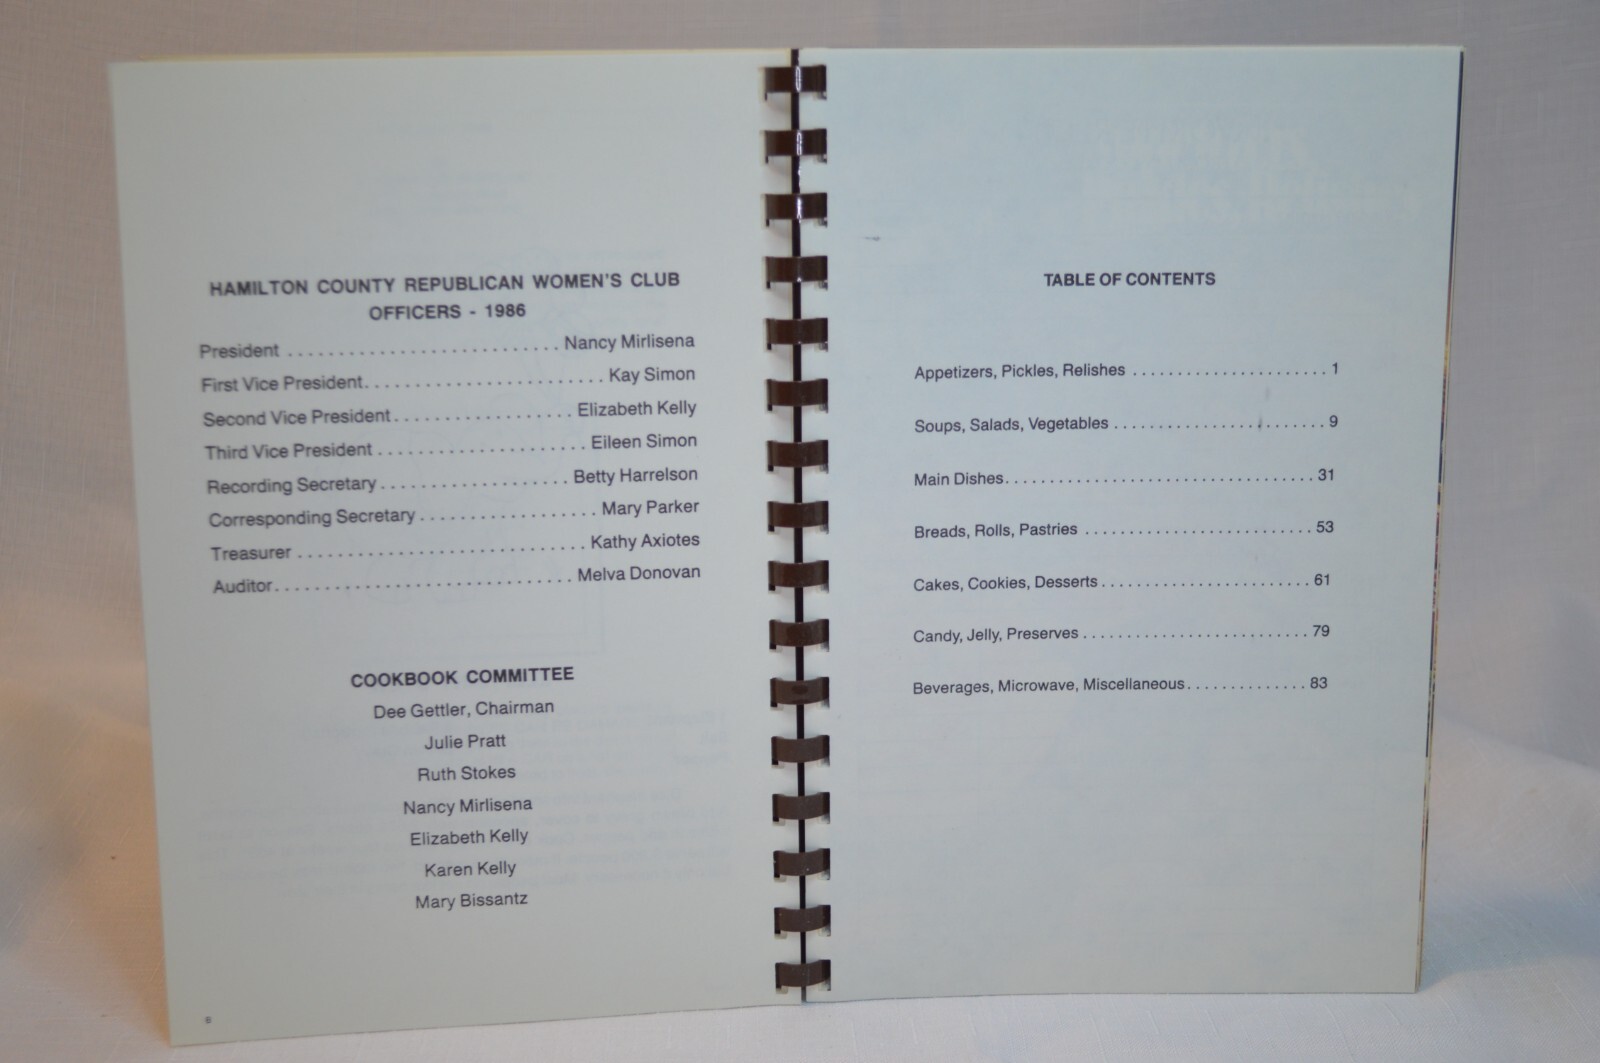 HAMILTON COUNTY REPUBLICAN WOMEN'S CLUB
OFFICERS - 1986
President ........................... Nancy Mirlisena
First Vice President........................ Kay Simon
Second Vice President.................. Elizabeth Kelly
Third Vice President ..................... Eileen Simon
Recording Secretary................... Betty Harrelson
Corresponding Secretary.................. Mary Parker
Treasurer ............................. Kathy Axiotes
Auditor.............................. Melva Donovan
COOKBOOK COMMITTEE
Dee Gettler, Chairman
Julie Pratt
Ruth Stokes
Nancy Mirlisena
Elizabeth Kelly
Karen Kelly
Mary Bissantz
TABLE OF CONTENTS
Appetizers, Pickles, Relishes ...................... 1
Soups, Salads, Vegetables ........................ 9
Main Dishes................................... 31
Breads, Rolls, Pastries .......................... 53
Cakes, Cookies, Desserts........................ 61
Candy, Jelly, Preserves .......................... 79
Beverages, Microwave, Miscellaneous.............. 83